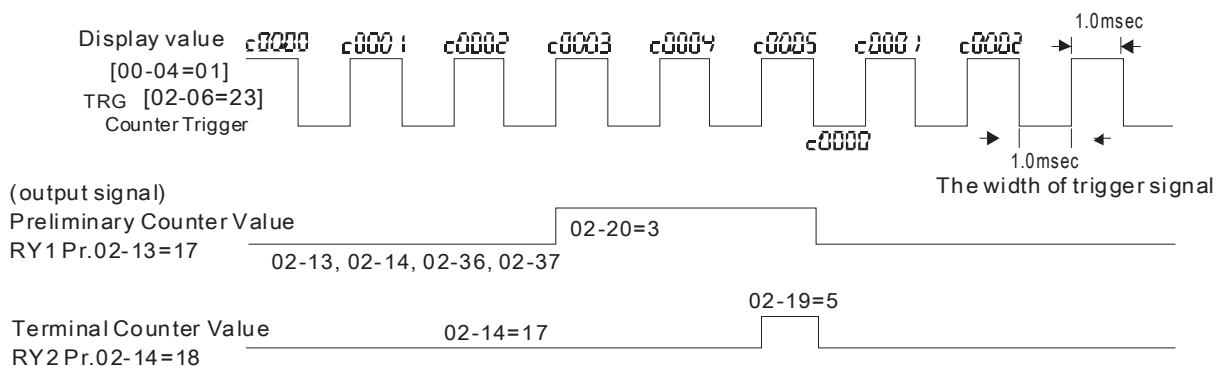 1.0msec
Display value c0000 c0001 c0002 c0003 c0004 c0005 c0001 c0002
[00-04=01]
TRG [02-06=23]
Counter Trigger
c0000
1.0msec
The width of trigger signal
(output signal)
Preliminary Counter Value
RY1 Pr.02-13=17
02-20=3
02-13, 02-14, 02-36, 02-37
02-19=5
Terminal Counter Value
02-14=17
RY2 Pr.02-14=18